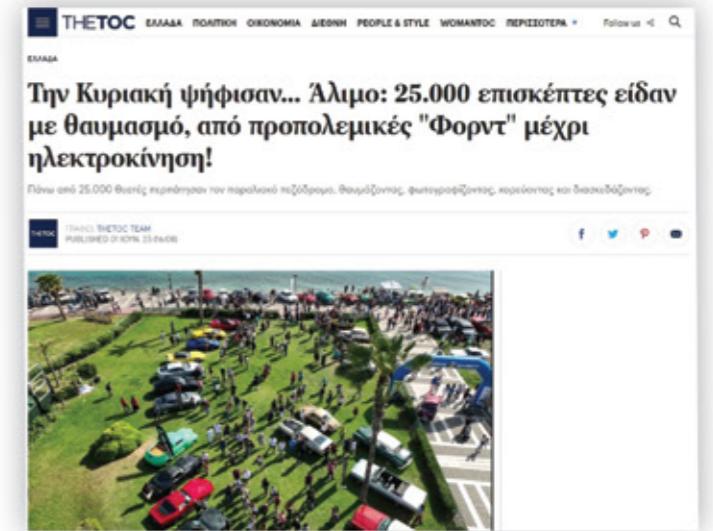 THETOC ΕΛΛΑΔΑ ΠΟΛΙΤΙΚΗ ΟΙΚΟΝΟΜΙΑ ΔΙΕΘΝΗ PEOPLE & STYLE WOMANTOC ΠΕΡΙΣΣΟΤΕΡΑ Follow us
ΕΛΛΑΔΑ
Την Κυριακή ψήφισαν... Άλιμο: 25.000 επισκέπτες είδαν
με θαυμασμό, από προπολεμικές "Φορντ" μέχρι
ηλεκτροκίνηση!
Πάνω από 25.000 θεατές περπάτησαν τον παραλιακό πεζόδρομο, θαυμάζοντας, φωτογραφίζοντας, χορεύοντας και διασκεδάζοντας.
THETOC TEAM
PUBLISHED